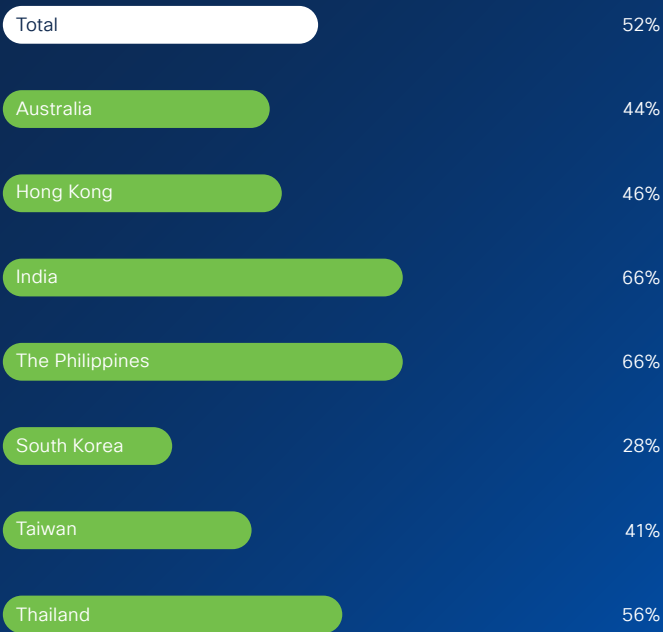 Total 52%
Australia 44%
Hong Kong 46%
India 66%
The Philippines 66%
South Korea 28%
Taiwan 41%
Thailand 56%